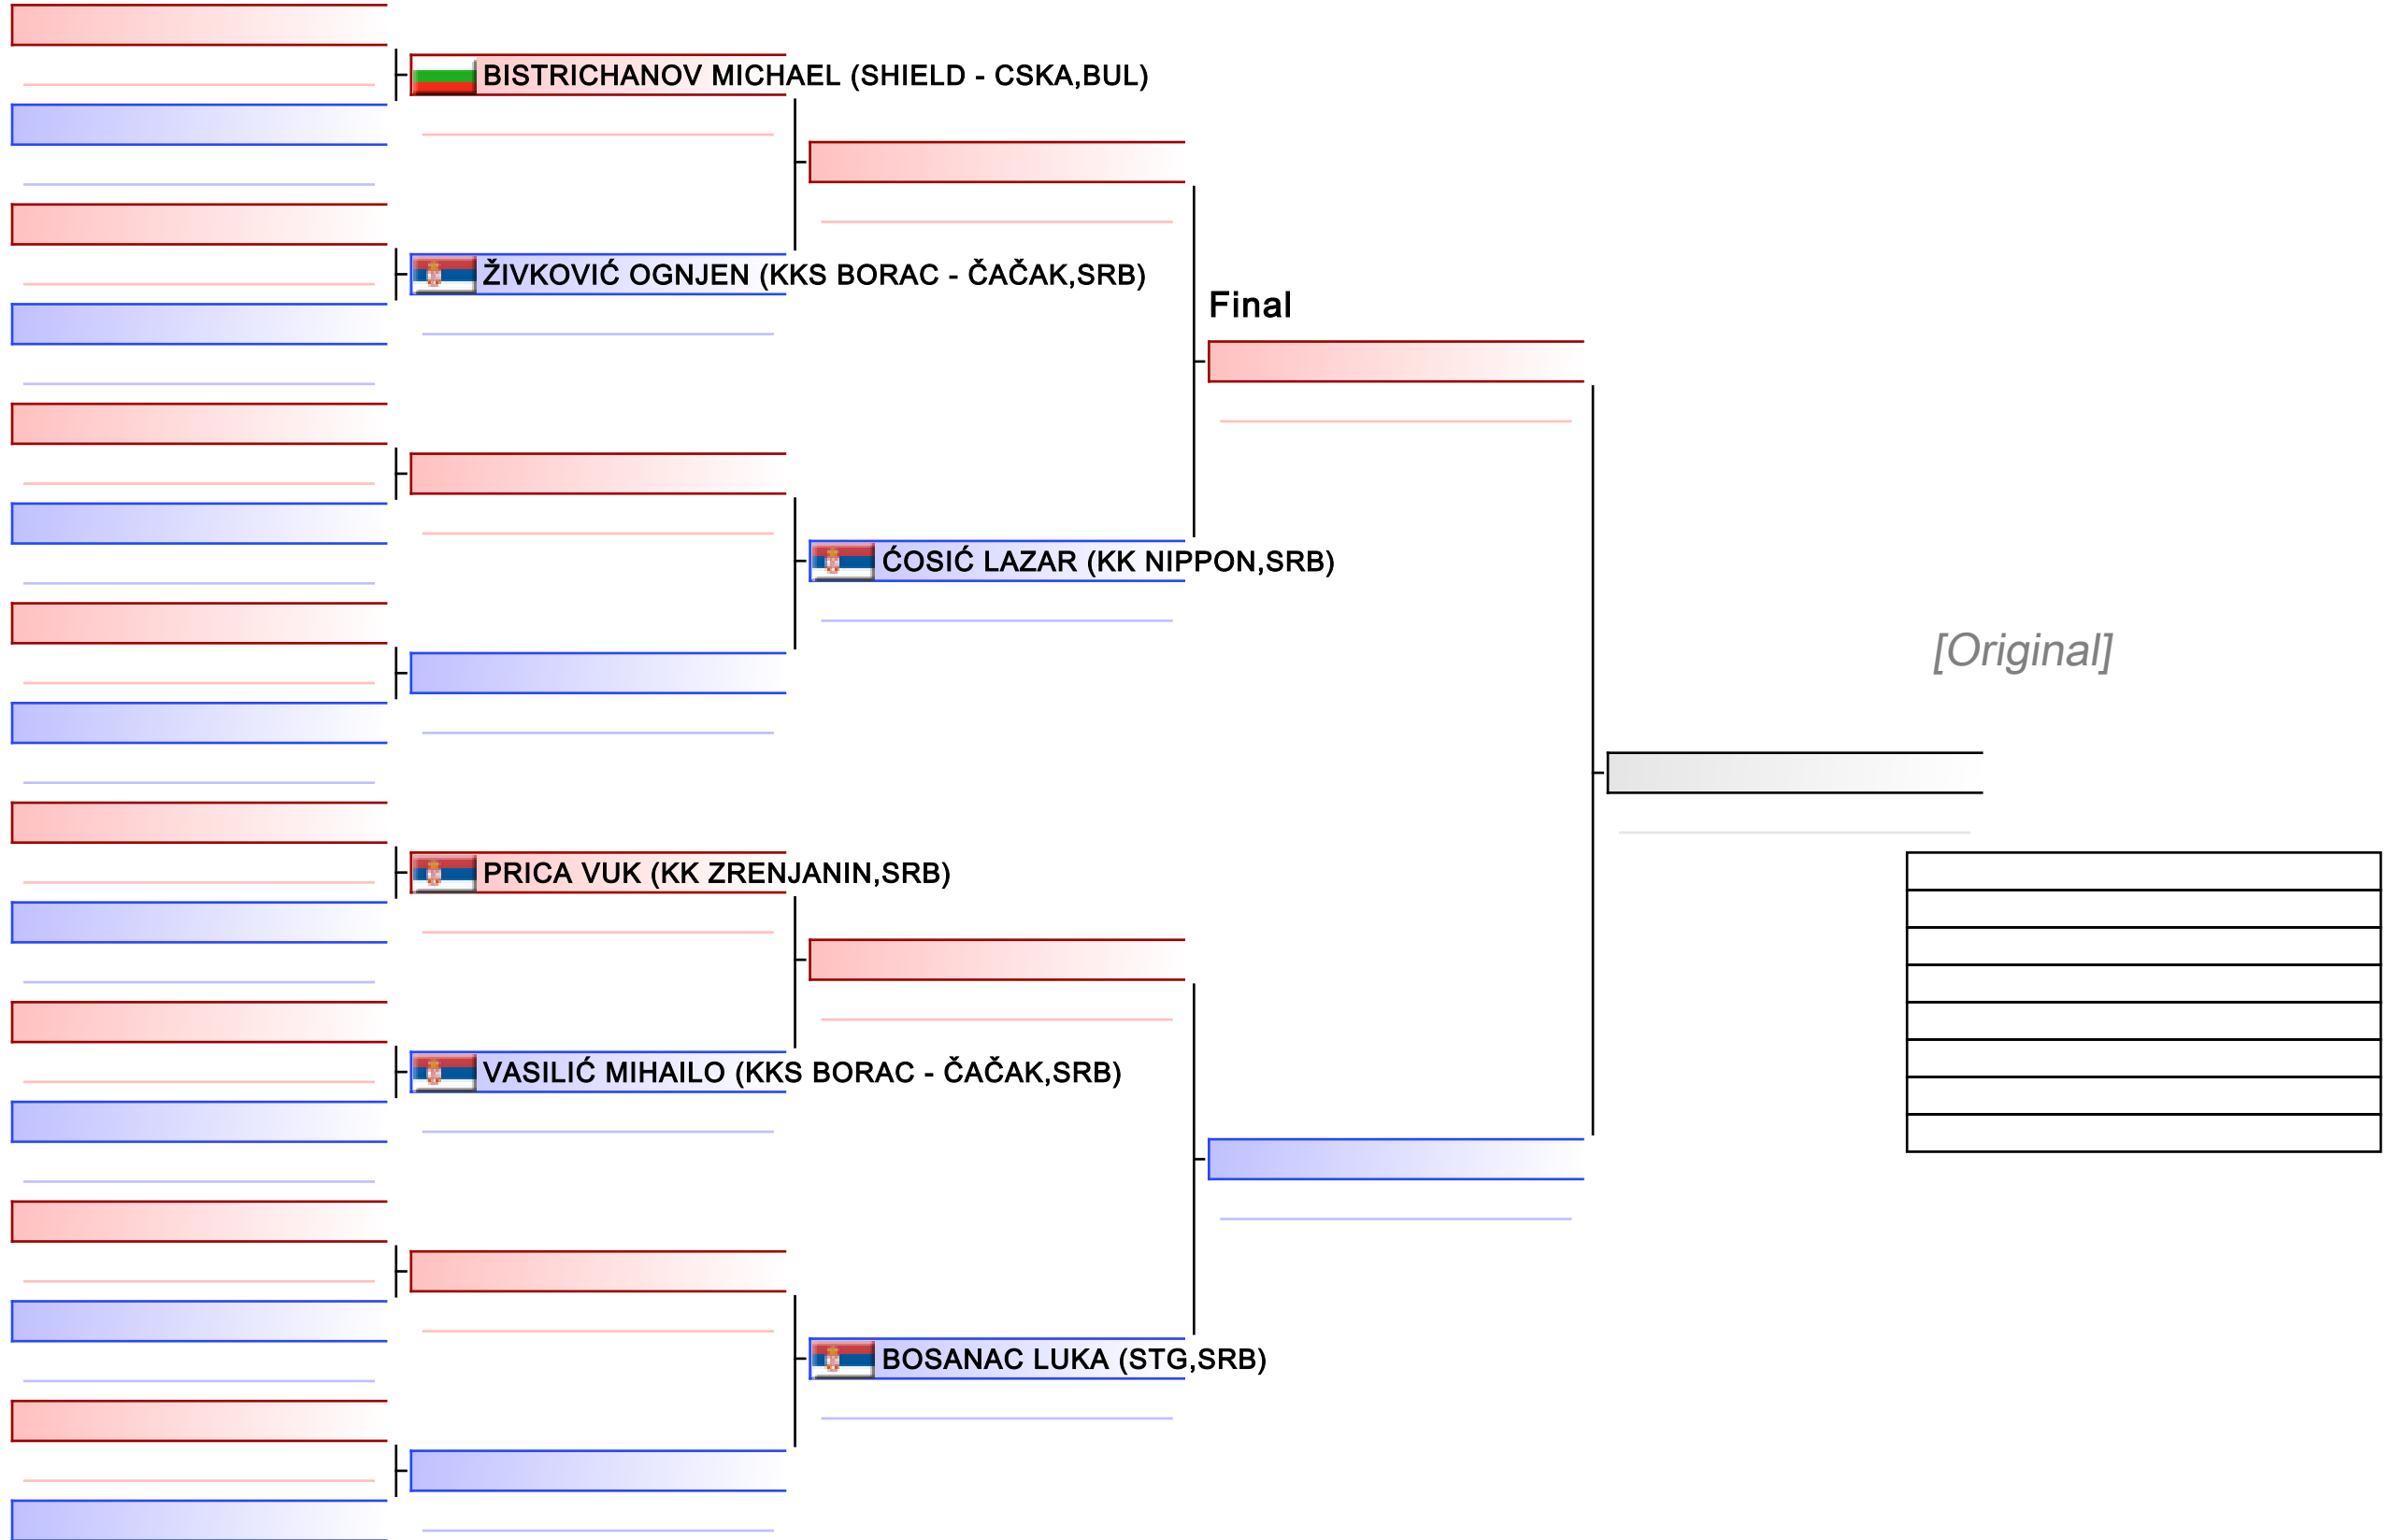 BISTRICHANOV MICHAEL (SHIELD - CSKA,BUL)
ŽIVKOVIĆ OGNJEN (KKS BORAC - ČAČAK,SRB)
Final
ĆOSIĆ LAZAR (KK NIPPON,SRB)
[Original]
PRICA VUK (KK ZRENJANIN,SRB)
VASILIĆ MIHAILO (KKS BORAC - ČAČAK,SRB)
BOSANAC LUKA (STG,SRB)